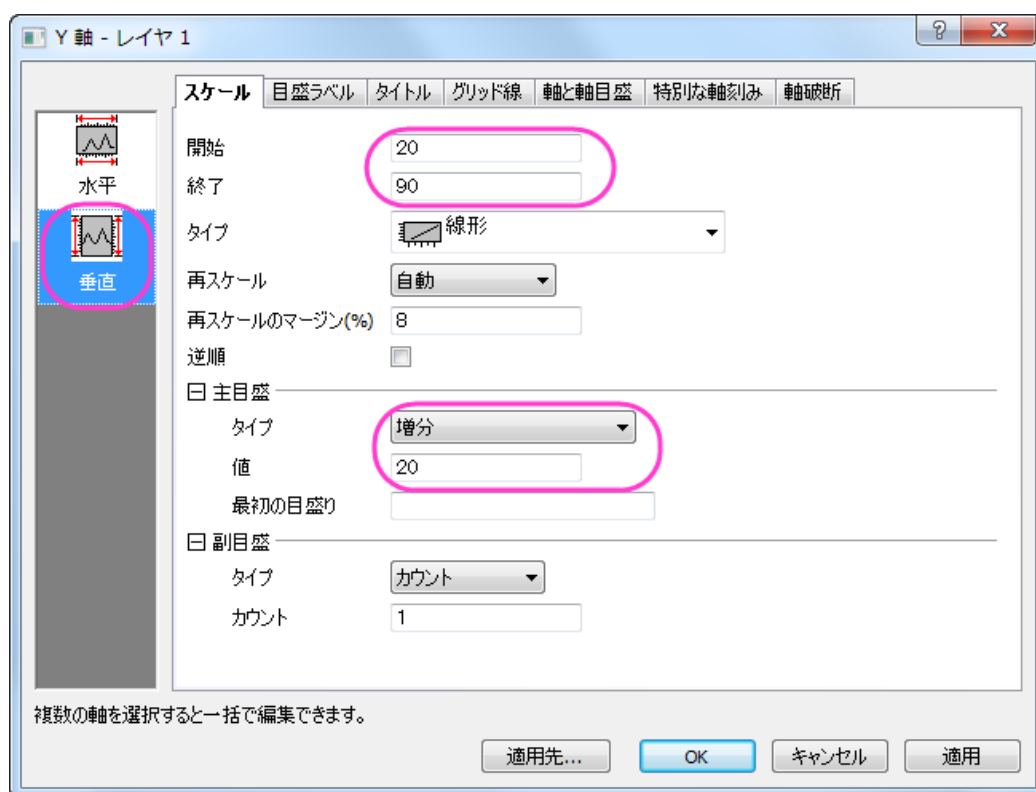 Y 軸 - レイヤ 1
スケール 目盛ラベル タイトル グリッド線 軸と軸目盛 特別な軸刻み 軸破断
水平
垂直
開始 20
終了 90
タイプ 線形
再スケール 自動
再スケールのマージン(%) 8
逆順
主目盛
タイプ 増分
値 20
最初の目盛り
副目盛
タイプ カウント
カウント 1
複数の軸を選択すると一括で編集できます。
適用先... OK キャンセル 適用